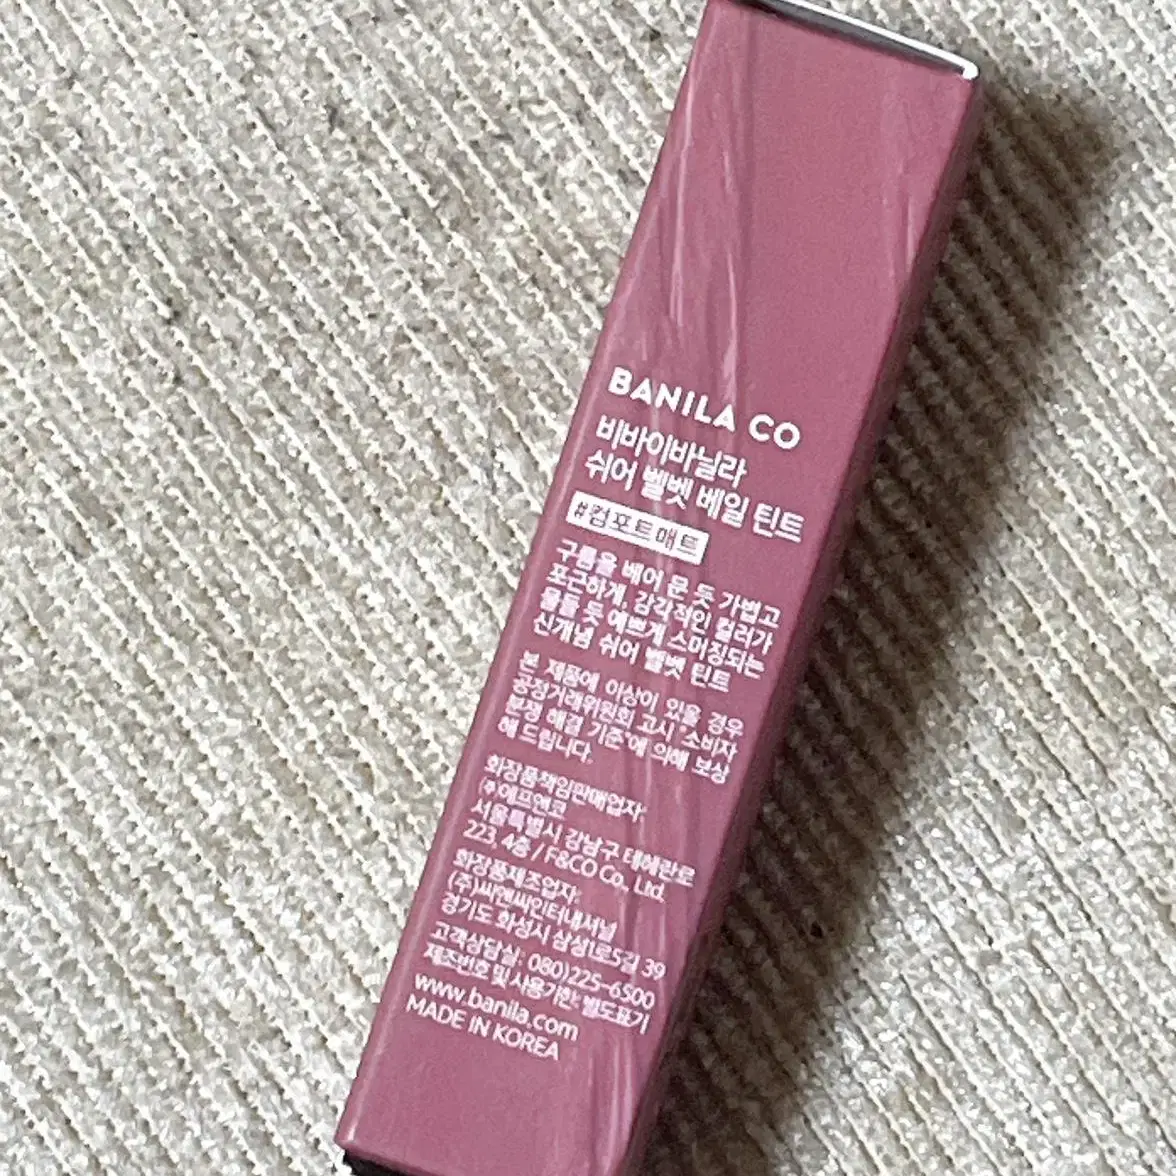 BANILA CO
비바이바닐라
쉬어 벨벳 베일 틴트
#컴포트매트
구름을 베어 문 듯 가볍고
포근하게, 감각적인 컬러가
물들 듯 예쁘게 스머징되는
신개념 쉬어 벨벳 틴트
본 제품에 이상이 있을 경우
공정거래위원회 고시 "소비자
분쟁 해결 기준"에 의해 보상
해 드립니다.
화장품책임판매업자:
(주)에프앤코
서울특별시 강남구 테헤란로
223, 4층 / F&CO Co., Ltd.
화장품제조업자:
(주)씨앤씨인터내셔널
경기도 화성시 삼성1로5길 39
고객상담실: 080)225-6500
제조번호 및 사용기한: 별도표기
www.banila.com
MADE IN KOREA